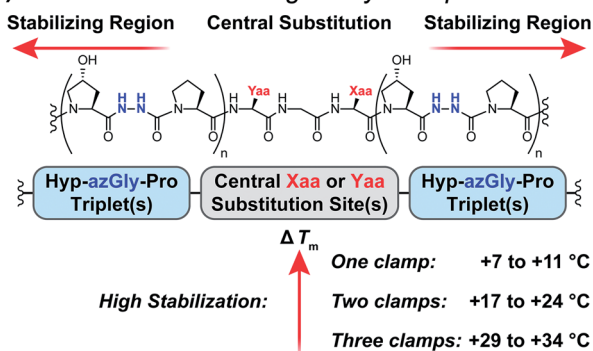 Stabilizing Region Central Substitution Stabilizing Region
OH OH
Yaa Xaa
H H H H H H H
N N N N N N N N N N
O O O O O O O O
n n
Hyp-azGly-Pro Central Xaa or Yaa Hyp-azGly-Pro
Triplet(s) Substitution Site(s) Triplet(s)
Δ Tm
One clamp: +7 to +11 °C
High Stabilization: Two clamps: +17 to +24 °C
Three clamps: +29 to +34 °C